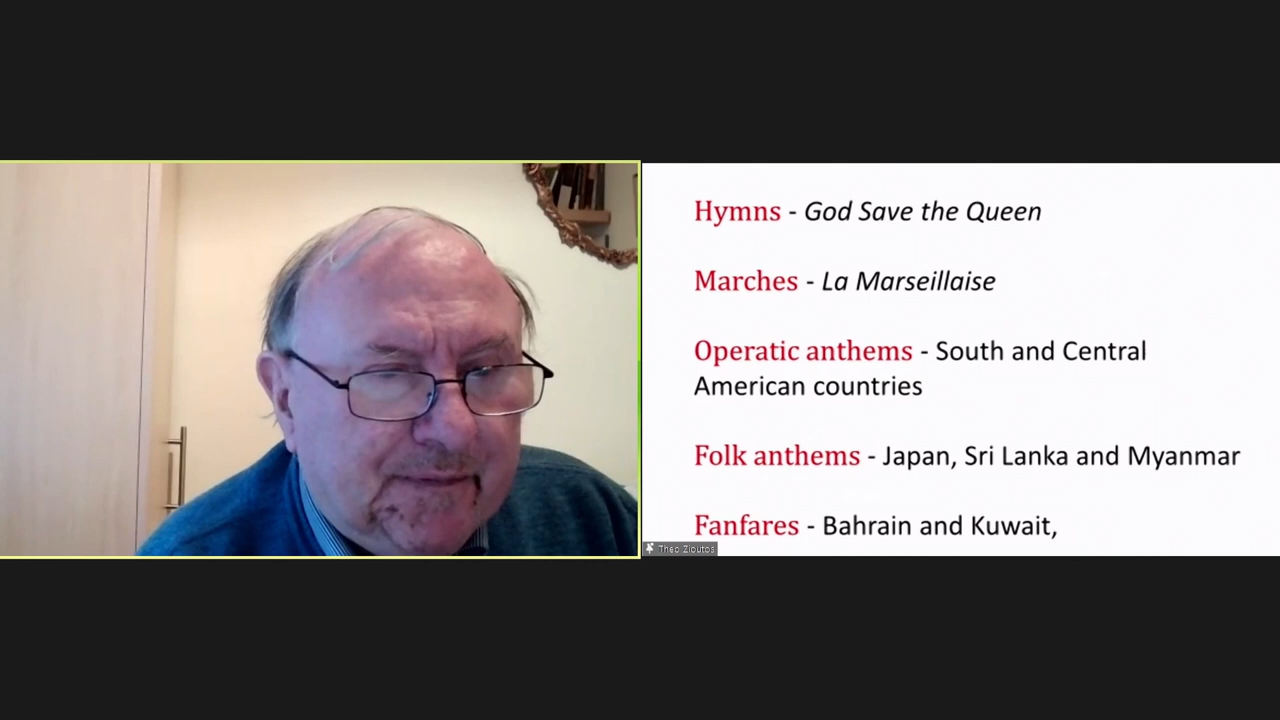 Hymns - God Save the Queen
Marches - La Marseillaise
Operatic anthems - South and Central
American countries
Folk anthems - Japan, Sri Lanka and Myanmar
Fanfares - Bahrain and Kuwait,
Theo Zioutos